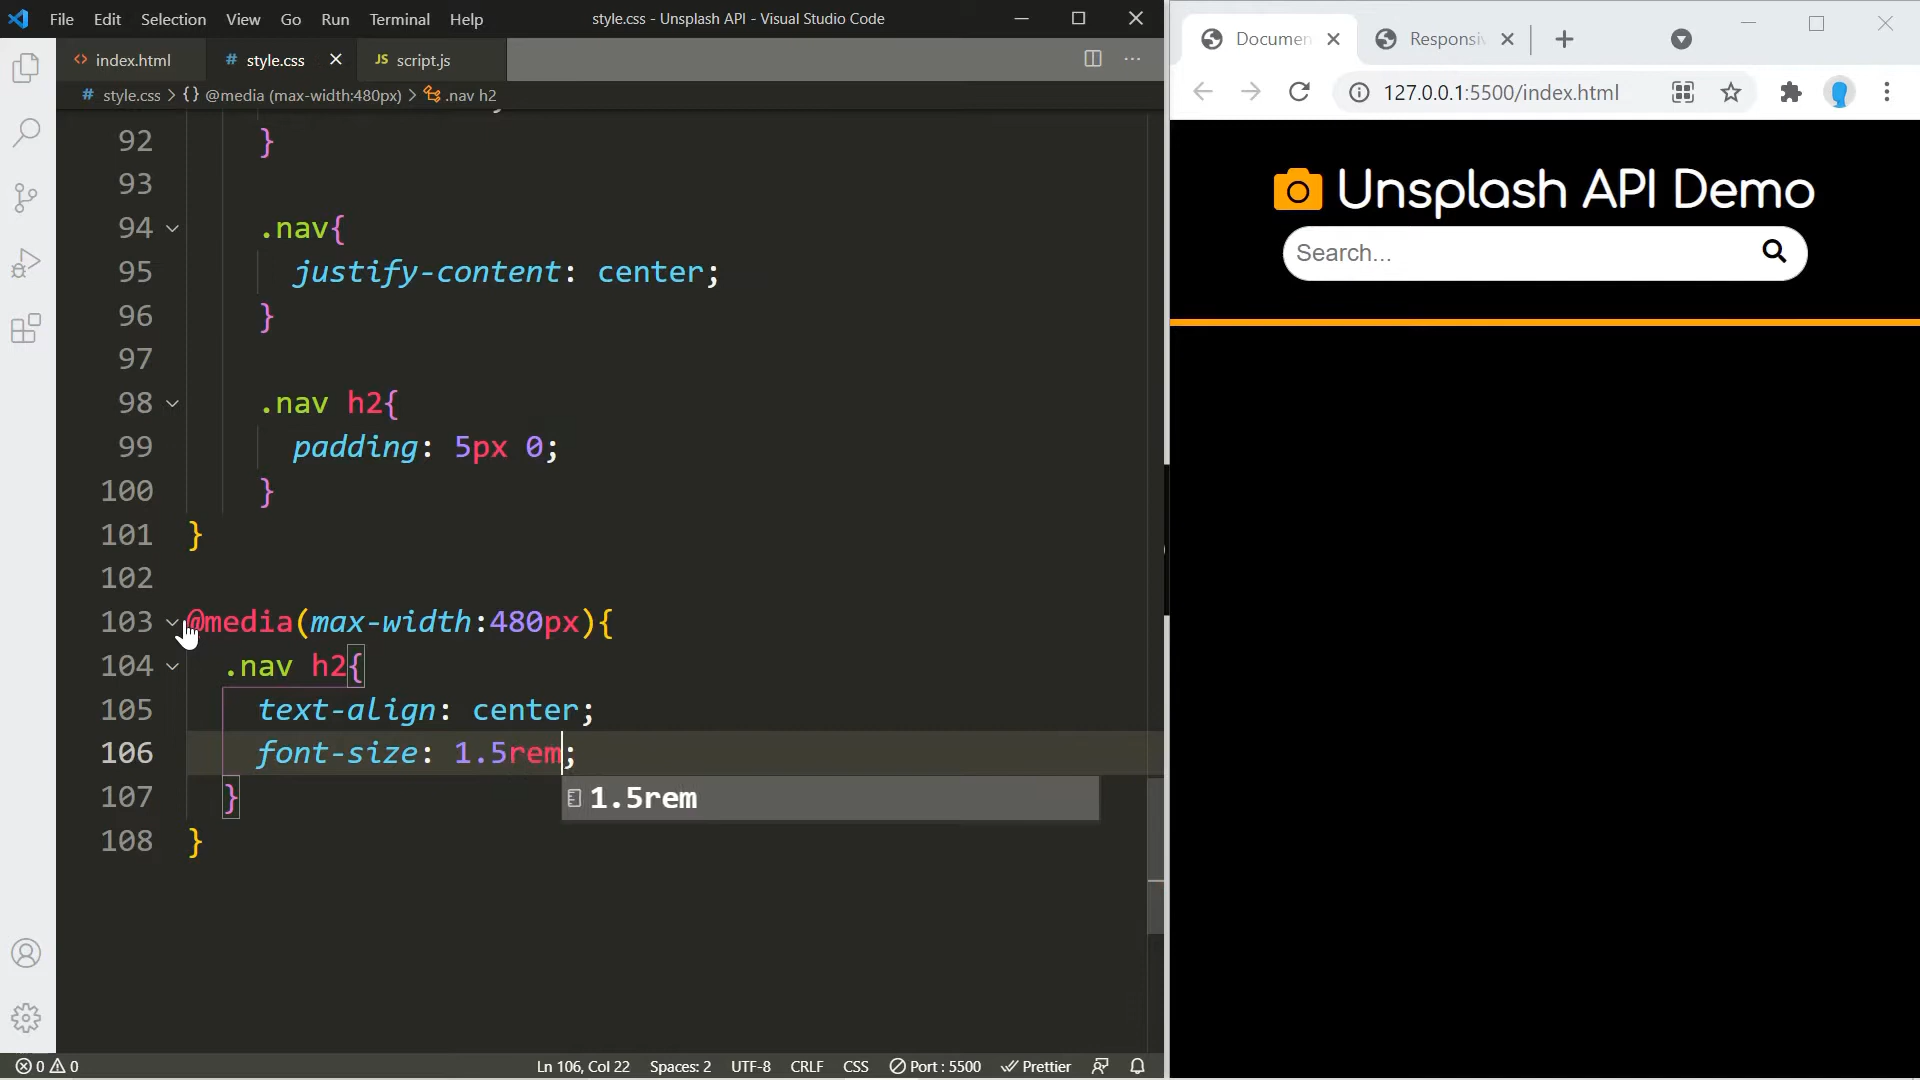 File Edit Selection View Go Run Terminal Help
style.css - Unsplash API - Visual Studio Code
index.html
style.css
script.js
style.css > {} @media (max-width:480px) > .nav h2
92 }
93
94 .nav{
95 justify-content: center;
96 }
97
98 .nav h2{
99 padding: 5px 0;
100 }
101 }
102
103 @media(max-width:480px){
104 .nav h2{
105 text-align: center;
106 font-size: 1.5rem;
107 }
1.5rem
108 }
0 0
Ln 106, Col 22
Spaces: 2
UTF-8
CRLF
CSS
Port : 5500
Prettier
Documen
Responsiv
127.0.0.1:5500/index.html
Unsplash API Demo
Search...